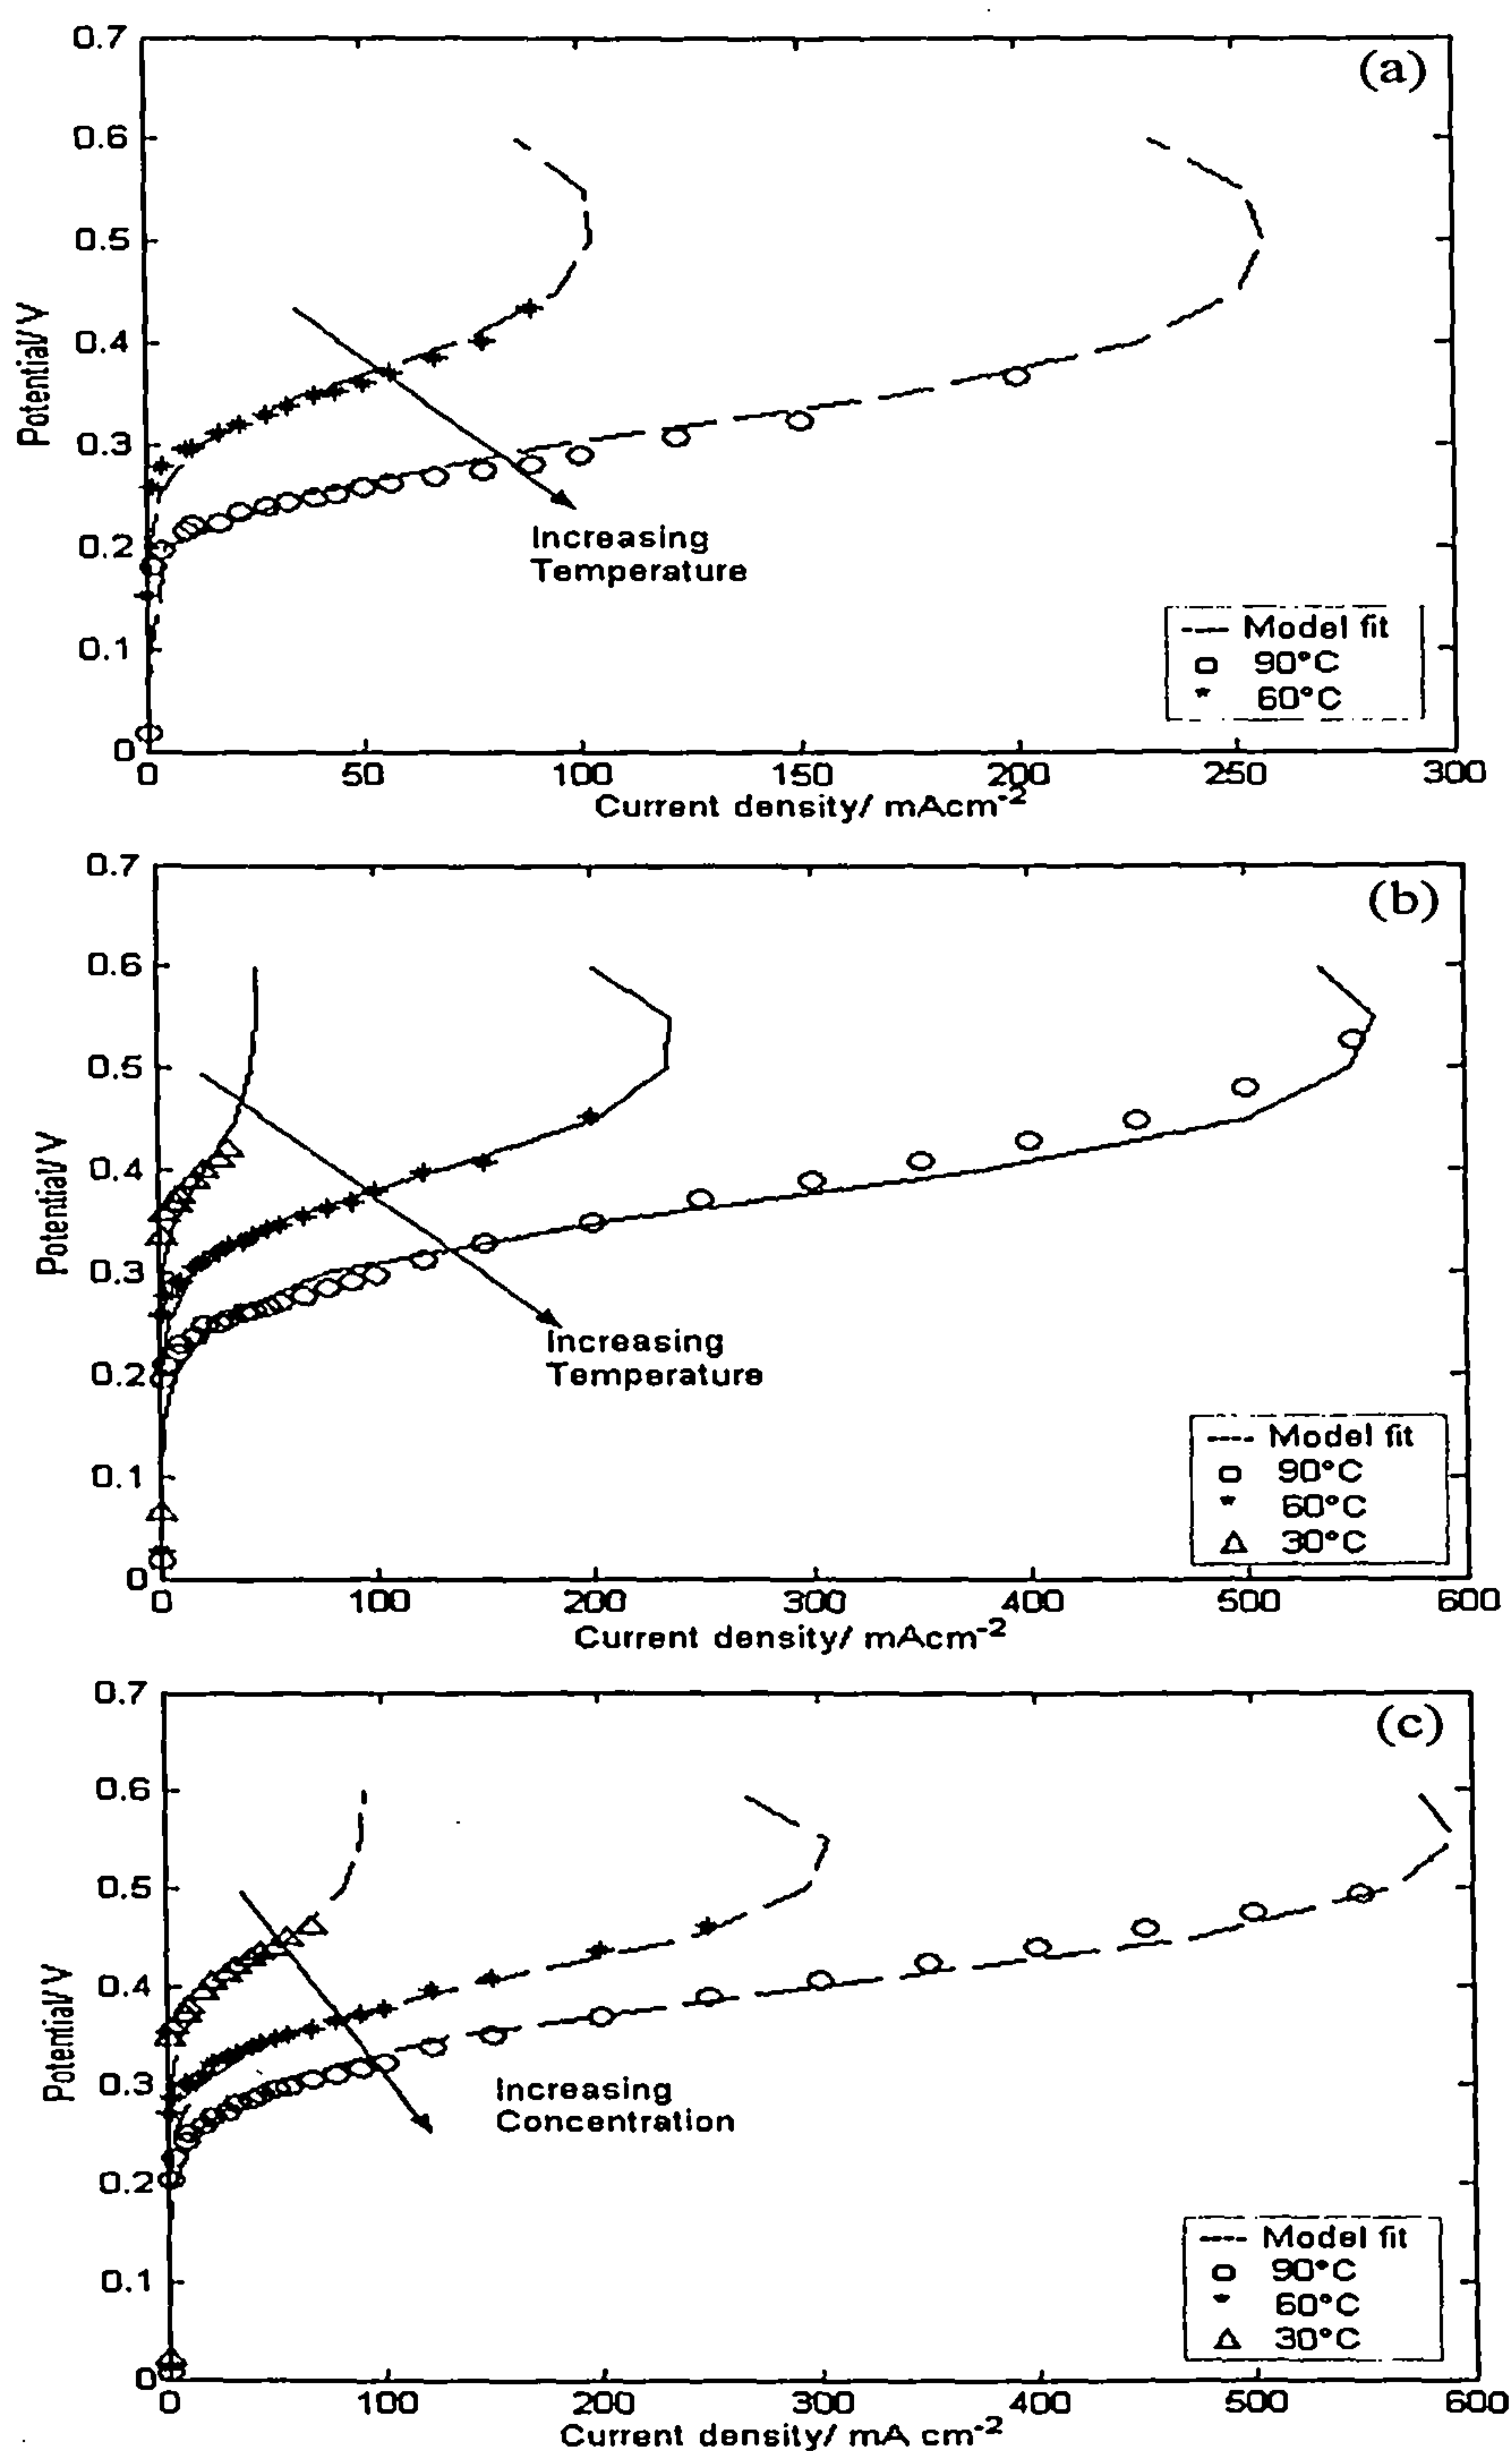 (a)
0.7
0.6
0.5
0.4
0.3
0.2
0.1
0
Potential/V
Increasing
Temperature
Model fit
90°C
60°C
0 50 100 150 200 250 300
Current density/ mAcm-2
(b)
0.7
0.6
0.5
0.4
0.3
0.2
0.1
0
Potential/V
Increasing
Temperature
Model fit
90°C
60°C
30°C
0 100 200 300 400 500 600
Current density/ mAcm-2
(c)
0.7
0.6
0.5
0.4
0.3
0.2
0.1
0
Potential/V
Increasing
Concentration
Model fit
90°C
60°C
30°C
0 100 200 300 400 500 600
Current density/ mA cm-2